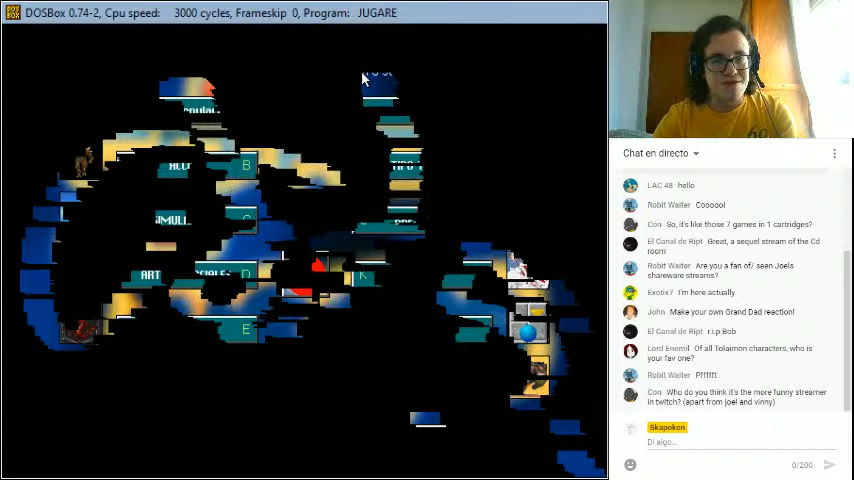 DOSBox 0.74-2, Cpu speed: 3000 cycles, Frameskip 0, Program: JUGARE
B
TIPO
SIMUL
ART
D
K
E
Chat en directo
LAC 48 hello
Robit Waiter Coooool
Con So, it's like those 7 games in 1 cartridges?
El Canal de Ript Great, a sequel stream of the Cd
room
Robit Waiter Are you a fan of/ seen Joels
shareware streams?
Exotix7 I'm here actually
John Make your own Grand Dad reaction!
El Canal de Ript r.i.p Bob
Lord Enemil Of all Tolaimon characters, who is
your fav one?
Robit Waiter Pffffft
Con Who do you think it's the more funny streamer
in twitch? (apart from joel and vinny)
Skapokon
Di algo...
0/200